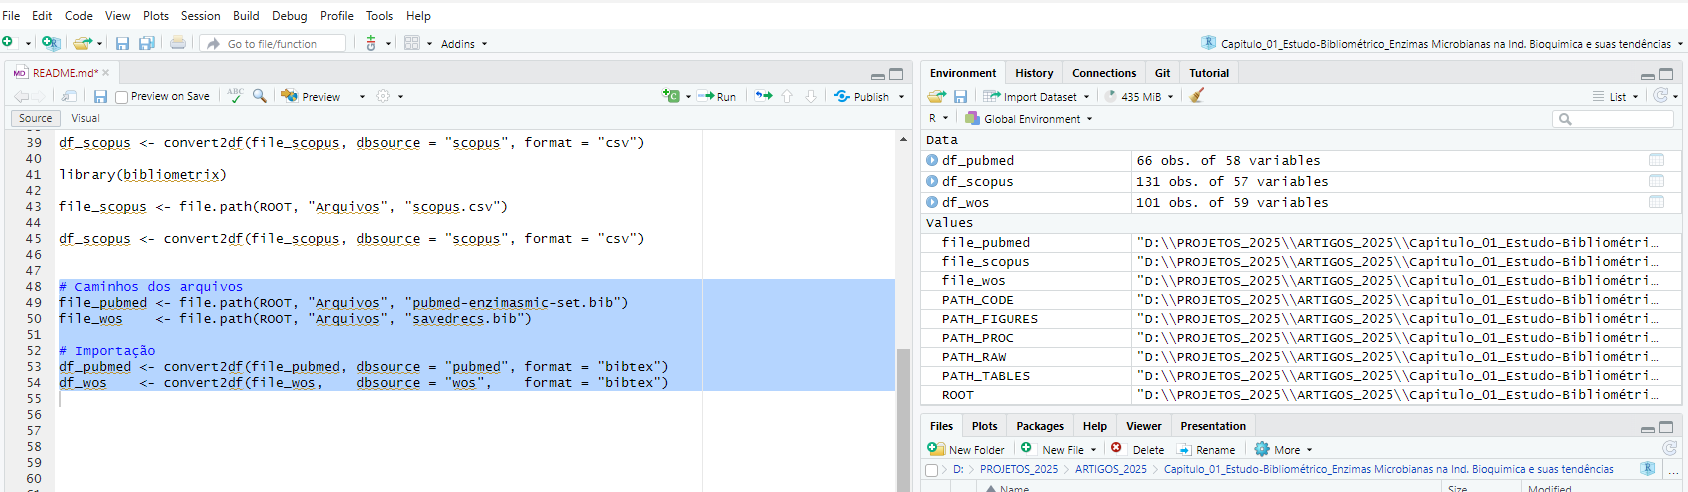 File Edit Code View Plots Session Build Debug Profile Tools Help
Go to file/function Addins Capitulo_01_Estudo-Bibliométrico_Enzimas Microbianas na Ind. Bioquimica e suas tendências
README.md*
Preview on Save ABC Preview Run Publish
Source Visual
39 df_scopus <- convert2df(file_scopus, dbsource = "scopus", format = "csv")
40
41 library(bibliometrix)
42
43 file_scopus <- file.path(ROOT, "Arquivos", "scopus.csv")
44
45 df_scopus <- convert2df(file_scopus, dbsource = "scopus", format = "csv")
46
47
48 # Caminhos dos arquivos
49 file_pubmed <- file.path(ROOT, "Arquivos", "pubmed-enzimasmic-set.bib")
50 file_wos    <- file.path(ROOT, "Arquivos", "savedrecs.bib")
51
52 # Importação
53 df_pubmed <- convert2df(file_pubmed, dbsource = "pubmed", format = "bibtex")
54 df_wos    <- convert2df(file_wos,    dbsource = "wos",    format = "bibtex")
55
56
57
58
59
60
Environment History Connections Git Tutorial
Import Dataset 435 MiB List
R Global Environment
Data
df_pubmed 66 obs. of 58 variables
df_scopus 131 obs. of 57 variables
df_wos 101 obs. of 59 variables
Values
file_pubmed "D:\\PROJETOS_2025\\ARTIGOS_2025\\Capitulo_01_Estudo-Bibliométri…
file_scopus "D:\\PROJETOS_2025\\ARTIGOS_2025\\Capitulo_01_Estudo-Bibliométri…
file_wos "D:\\PROJETOS_2025\\ARTIGOS_2025\\Capitulo_01_Estudo-Bibliométri…
PATH_CODE "D:\\PROJETOS_2025\\ARTIGOS_2025\\Capitulo_01_Estudo-Bibliométri…
PATH_FIGURES "D:\\PROJETOS_2025\\ARTIGOS_2025\\Capitulo_01_Estudo-Bibliométri…
PATH_PROC "D:\\PROJETOS_2025\\ARTIGOS_2025\\Capitulo_01_Estudo-Bibliométri…
PATH_RAW "D:\\PROJETOS_2025\\ARTIGOS_2025\\Capitulo_01_Estudo-Bibliométri…
PATH_TABLES "D:\\PROJETOS_2025\\ARTIGOS_2025\\Capitulo_01_Estudo-Bibliométri…
ROOT "D:\\PROJETOS_2025\\ARTIGOS_2025\\Capitulo_01_Estudo-Bibliométri…
Files Plots Packages Help Viewer Presentation
New Folder New File Delete Rename More
D: PROJETOS_2025 ARTIGOS_2025 Capitulo_01_Estudo-Bibliométrico_Enzimas Microbianas na Ind. Bioquimica e suas tendências ...
Name Size Modified